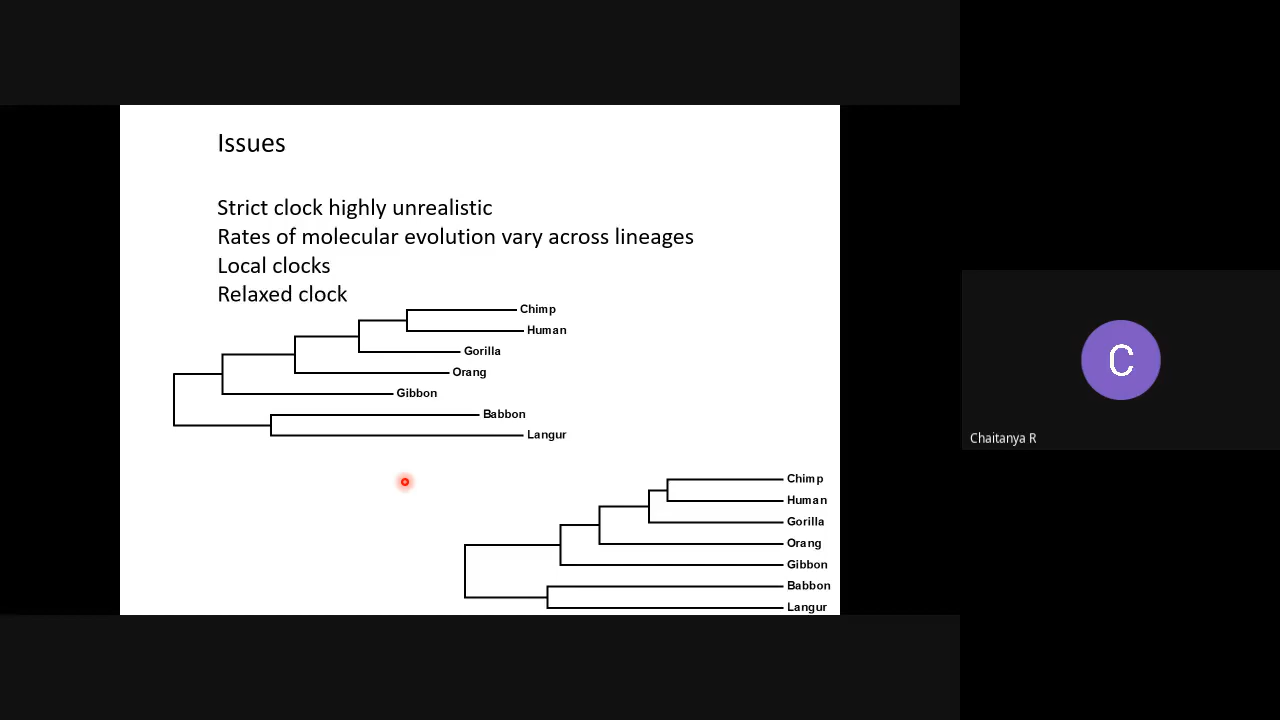 Issues
Strict clock highly unrealistic
Rates of molecular evolution vary across lineages
Local clocks
Relaxed clock
Chimp
Human
Gorilla
Orang
Gibbon
Babbon
Langur
Chimp
Human
Gorilla
Orang
Gibbon
Babbon
Langur
C
Chaitanya R